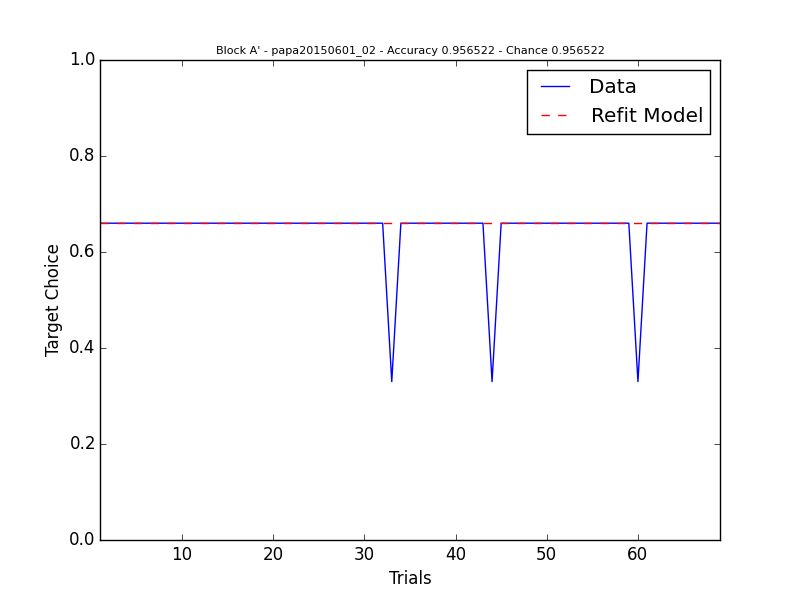 Block A' - papa20150601_02 - Accuracy 0.956522 - Chance 0.956522
1.0
0.8
0.6
0.4
0.2
0.0
Target Choice
Data
Refit Model
10 20 30 40 50 60
Trials